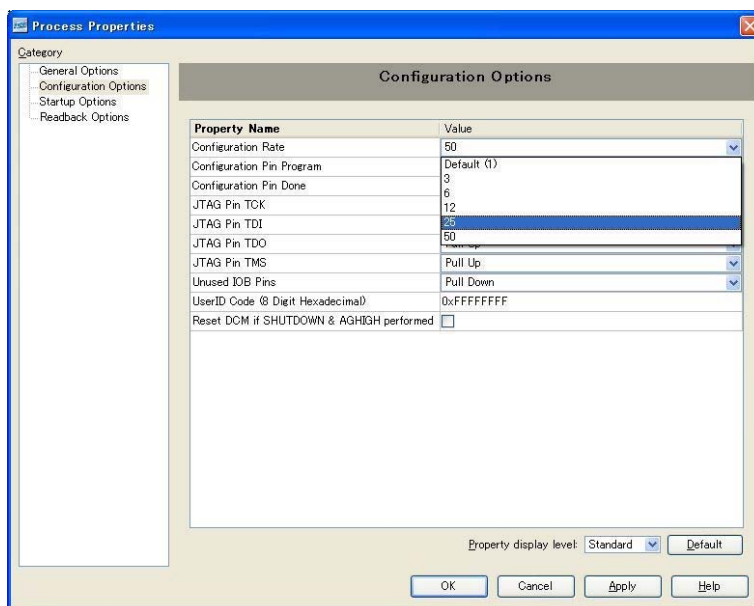 ISE Process Properties
Category
General Options
Configuration Options
Startup Options
Readback Options
Configuration Options
Property Name Value
Configuration Rate 50
Configuration Pin Program
Configuration Pin Done
JTAG Pin TCK
JTAG Pin TDI
JTAG Pin TDO
Default (1)
3
6
12
25
50
JTAG Pin TMS Pull Up
Unused IOB Pins Pull Down
UserID Code (8 Digit Hexadecimal) 0xFFFFFFFF
Reset DCM if SHUTDOWN & AGHIGH performed
Property display level: Standard Default
OK Cancel Apply Help